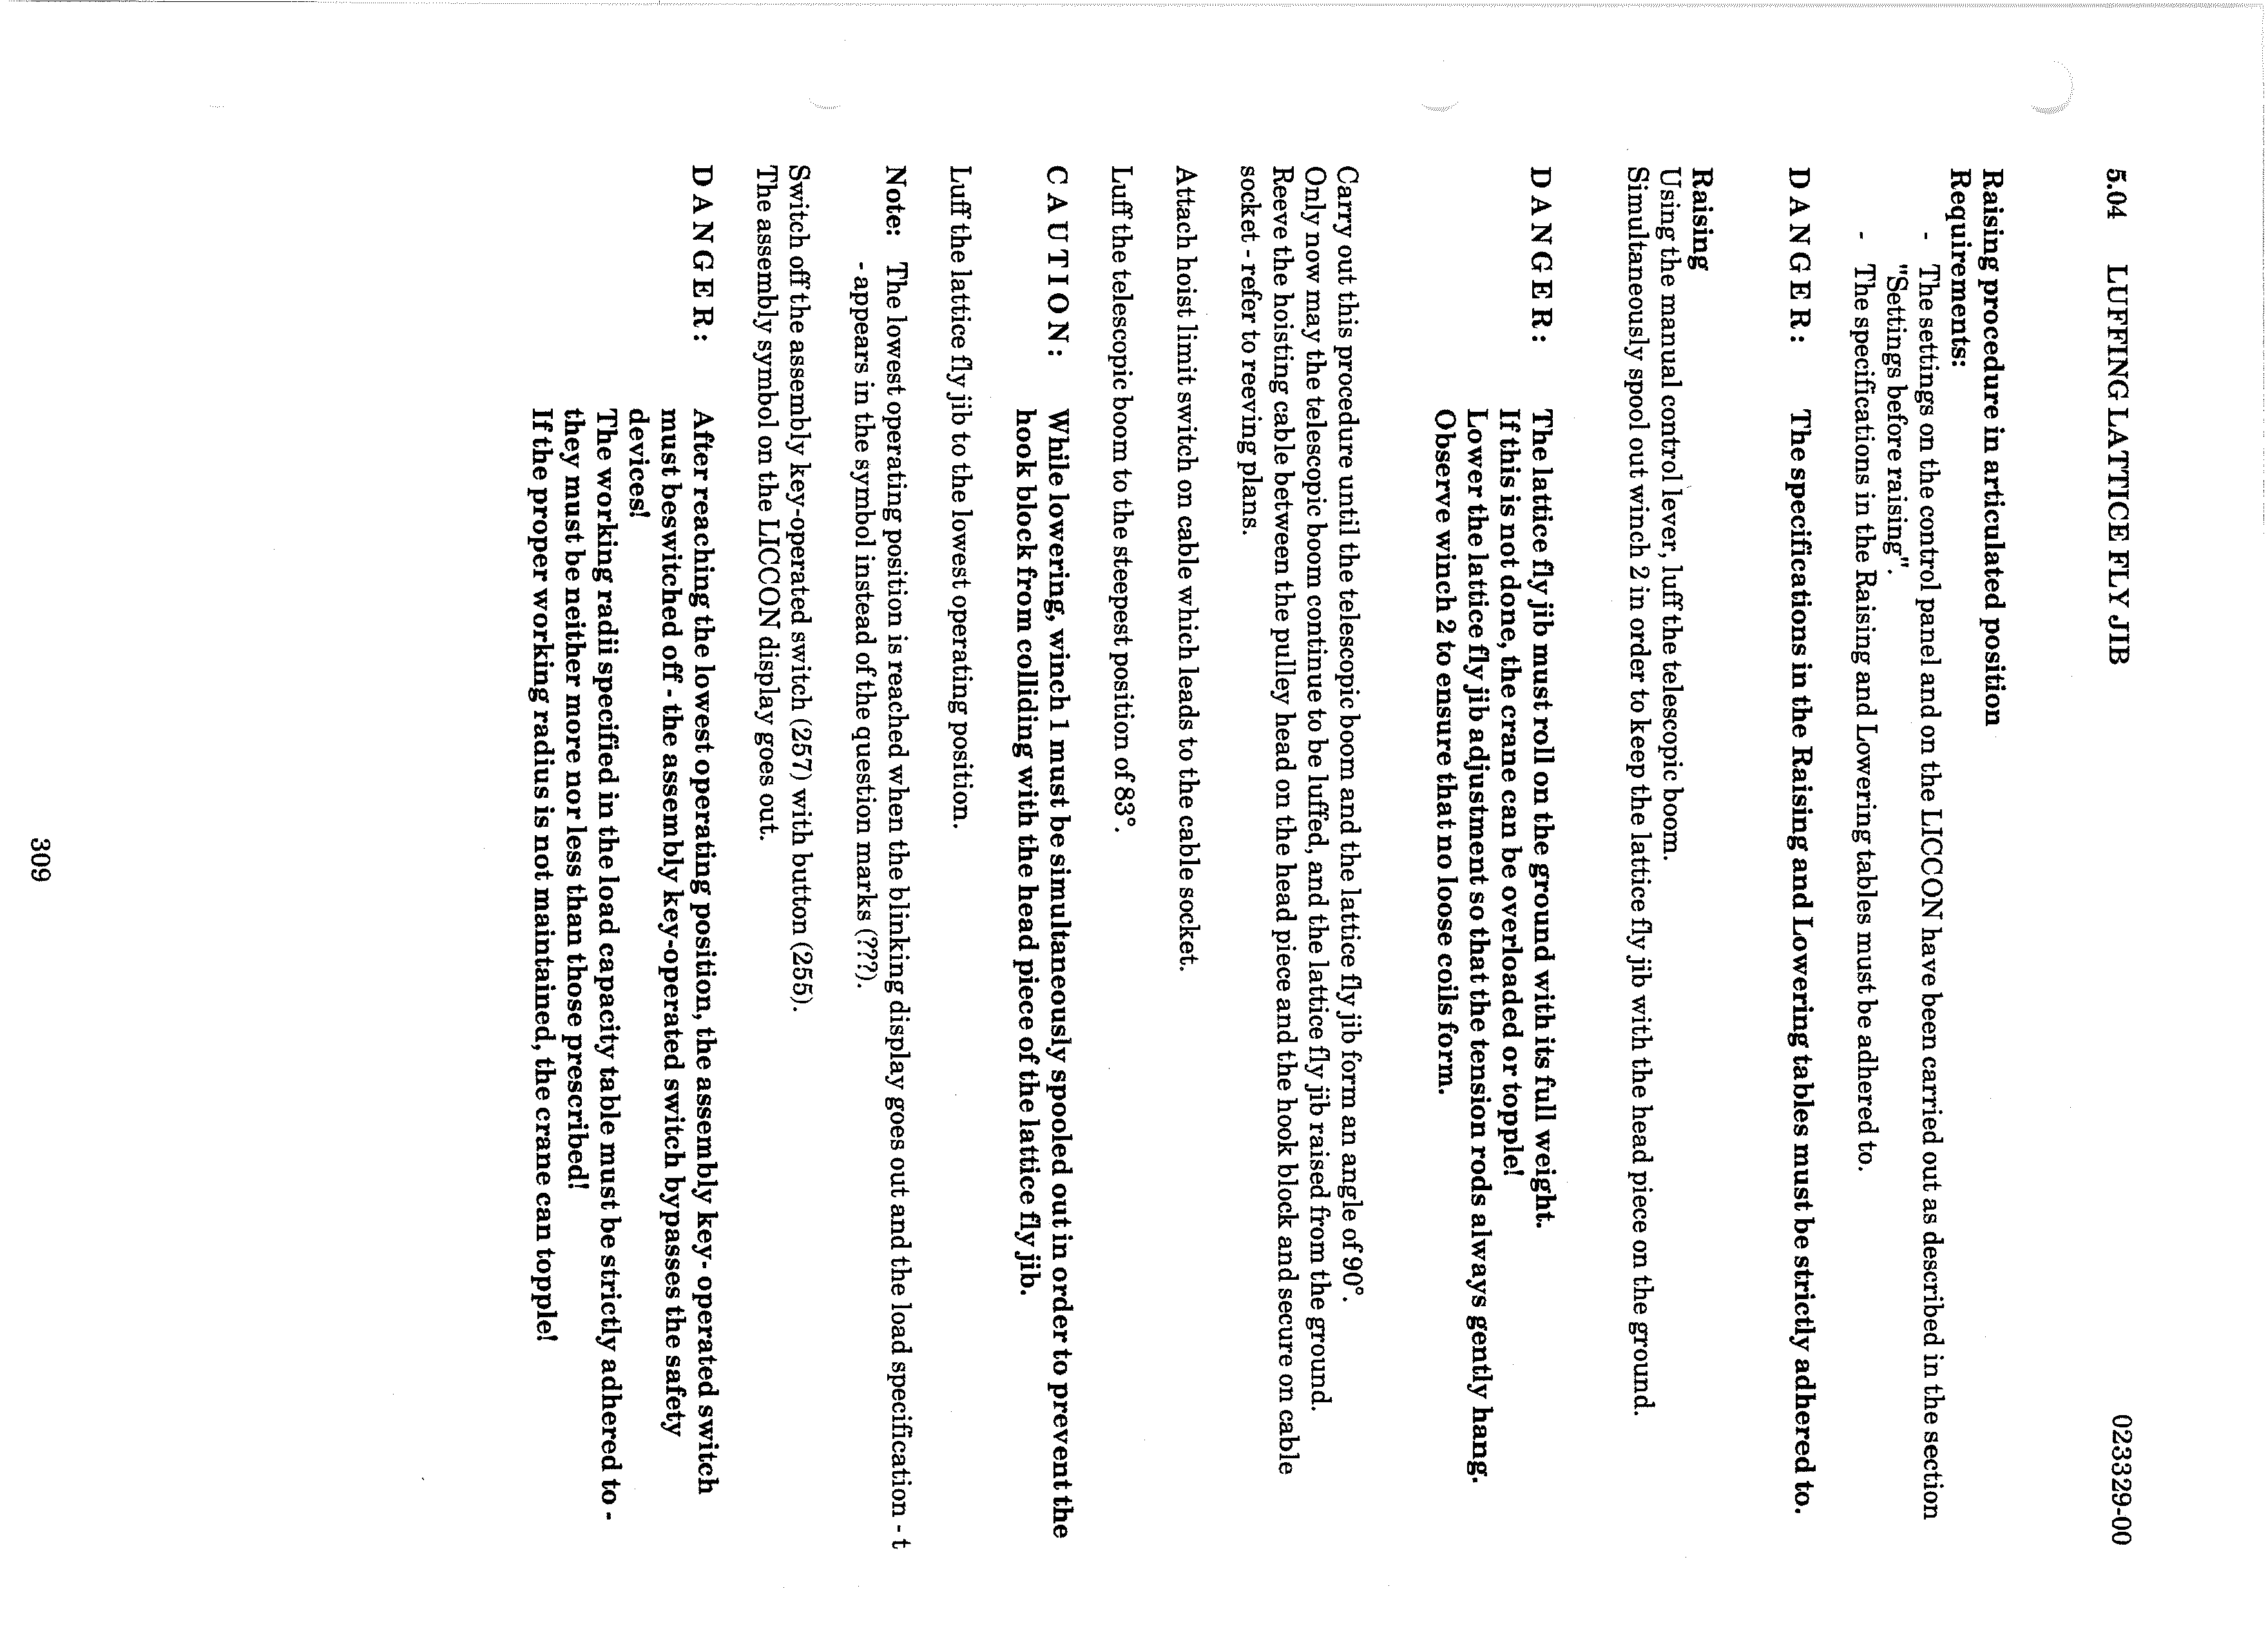 5.04 LUFFING LATTICE FLY JIB 023329-00
Raising procedure in articulated position
Requirements:
- The settings on the control panel and on the LICCON have been carried out as described in the section
"Settings before raising".
- The specifications in the Raising and Lowering tables must be adhered to.
D A N G E R : The specifications in the Raising and Lowering tables must be strictly adhered to.
Raising
Using the manual control lever, luff the telescopic boom.
Simultaneously spool out winch 2 in order to keep the lattice fly jib with the head piece on the ground.
D A N G E R : The lattice fly jib must roll on the ground with its full weight.
If this is not done, the crane can be overloaded or topple!
Lower the lattice fly jib adjustment so that the tension rods always gently hang.
Observe winch 2 to ensure that no loose coils form.
Carry out this procedure until the telescopic boom and the lattice fly jib form an angle of 90°.
Only now may the telescopic boom continue to be luffed, and the lattice fly jib raised from the ground.
Reeve the hoisting cable between the pulley head on the head piece and the hook block and secure on cable
socket - refer to reeving plans.
Attach hoist limit switch on cable which leads to the cable socket.
Luff the telescopic boom to the steepest position of 83°.
C A U T I O N : While lowering, winch 1 must be simultaneously spooled out in order to prevent the
hook block from colliding with the head piece of the lattice fly jib.
Luff the lattice fly jib to the lowest operating position.
Note: The lowest operating position is reached when the blinking display goes out and the load specification - t
- appears in the symbol instead of the question marks (???).
Switch off the assembly key-operated switch (257) with button (255).
The assembly symbol on the LICCON display goes out.
D A N G E R : After reaching the lowest operating position, the assembly key- operated switch
must beswitched off - the assembly key-operated switch bypasses the safety
devices!
The working radii specified in the load capacity table must be strictly adhered to -
they must be neither more nor less than those prescribed!
If the proper working radius is not maintained, the crane can topple!
309